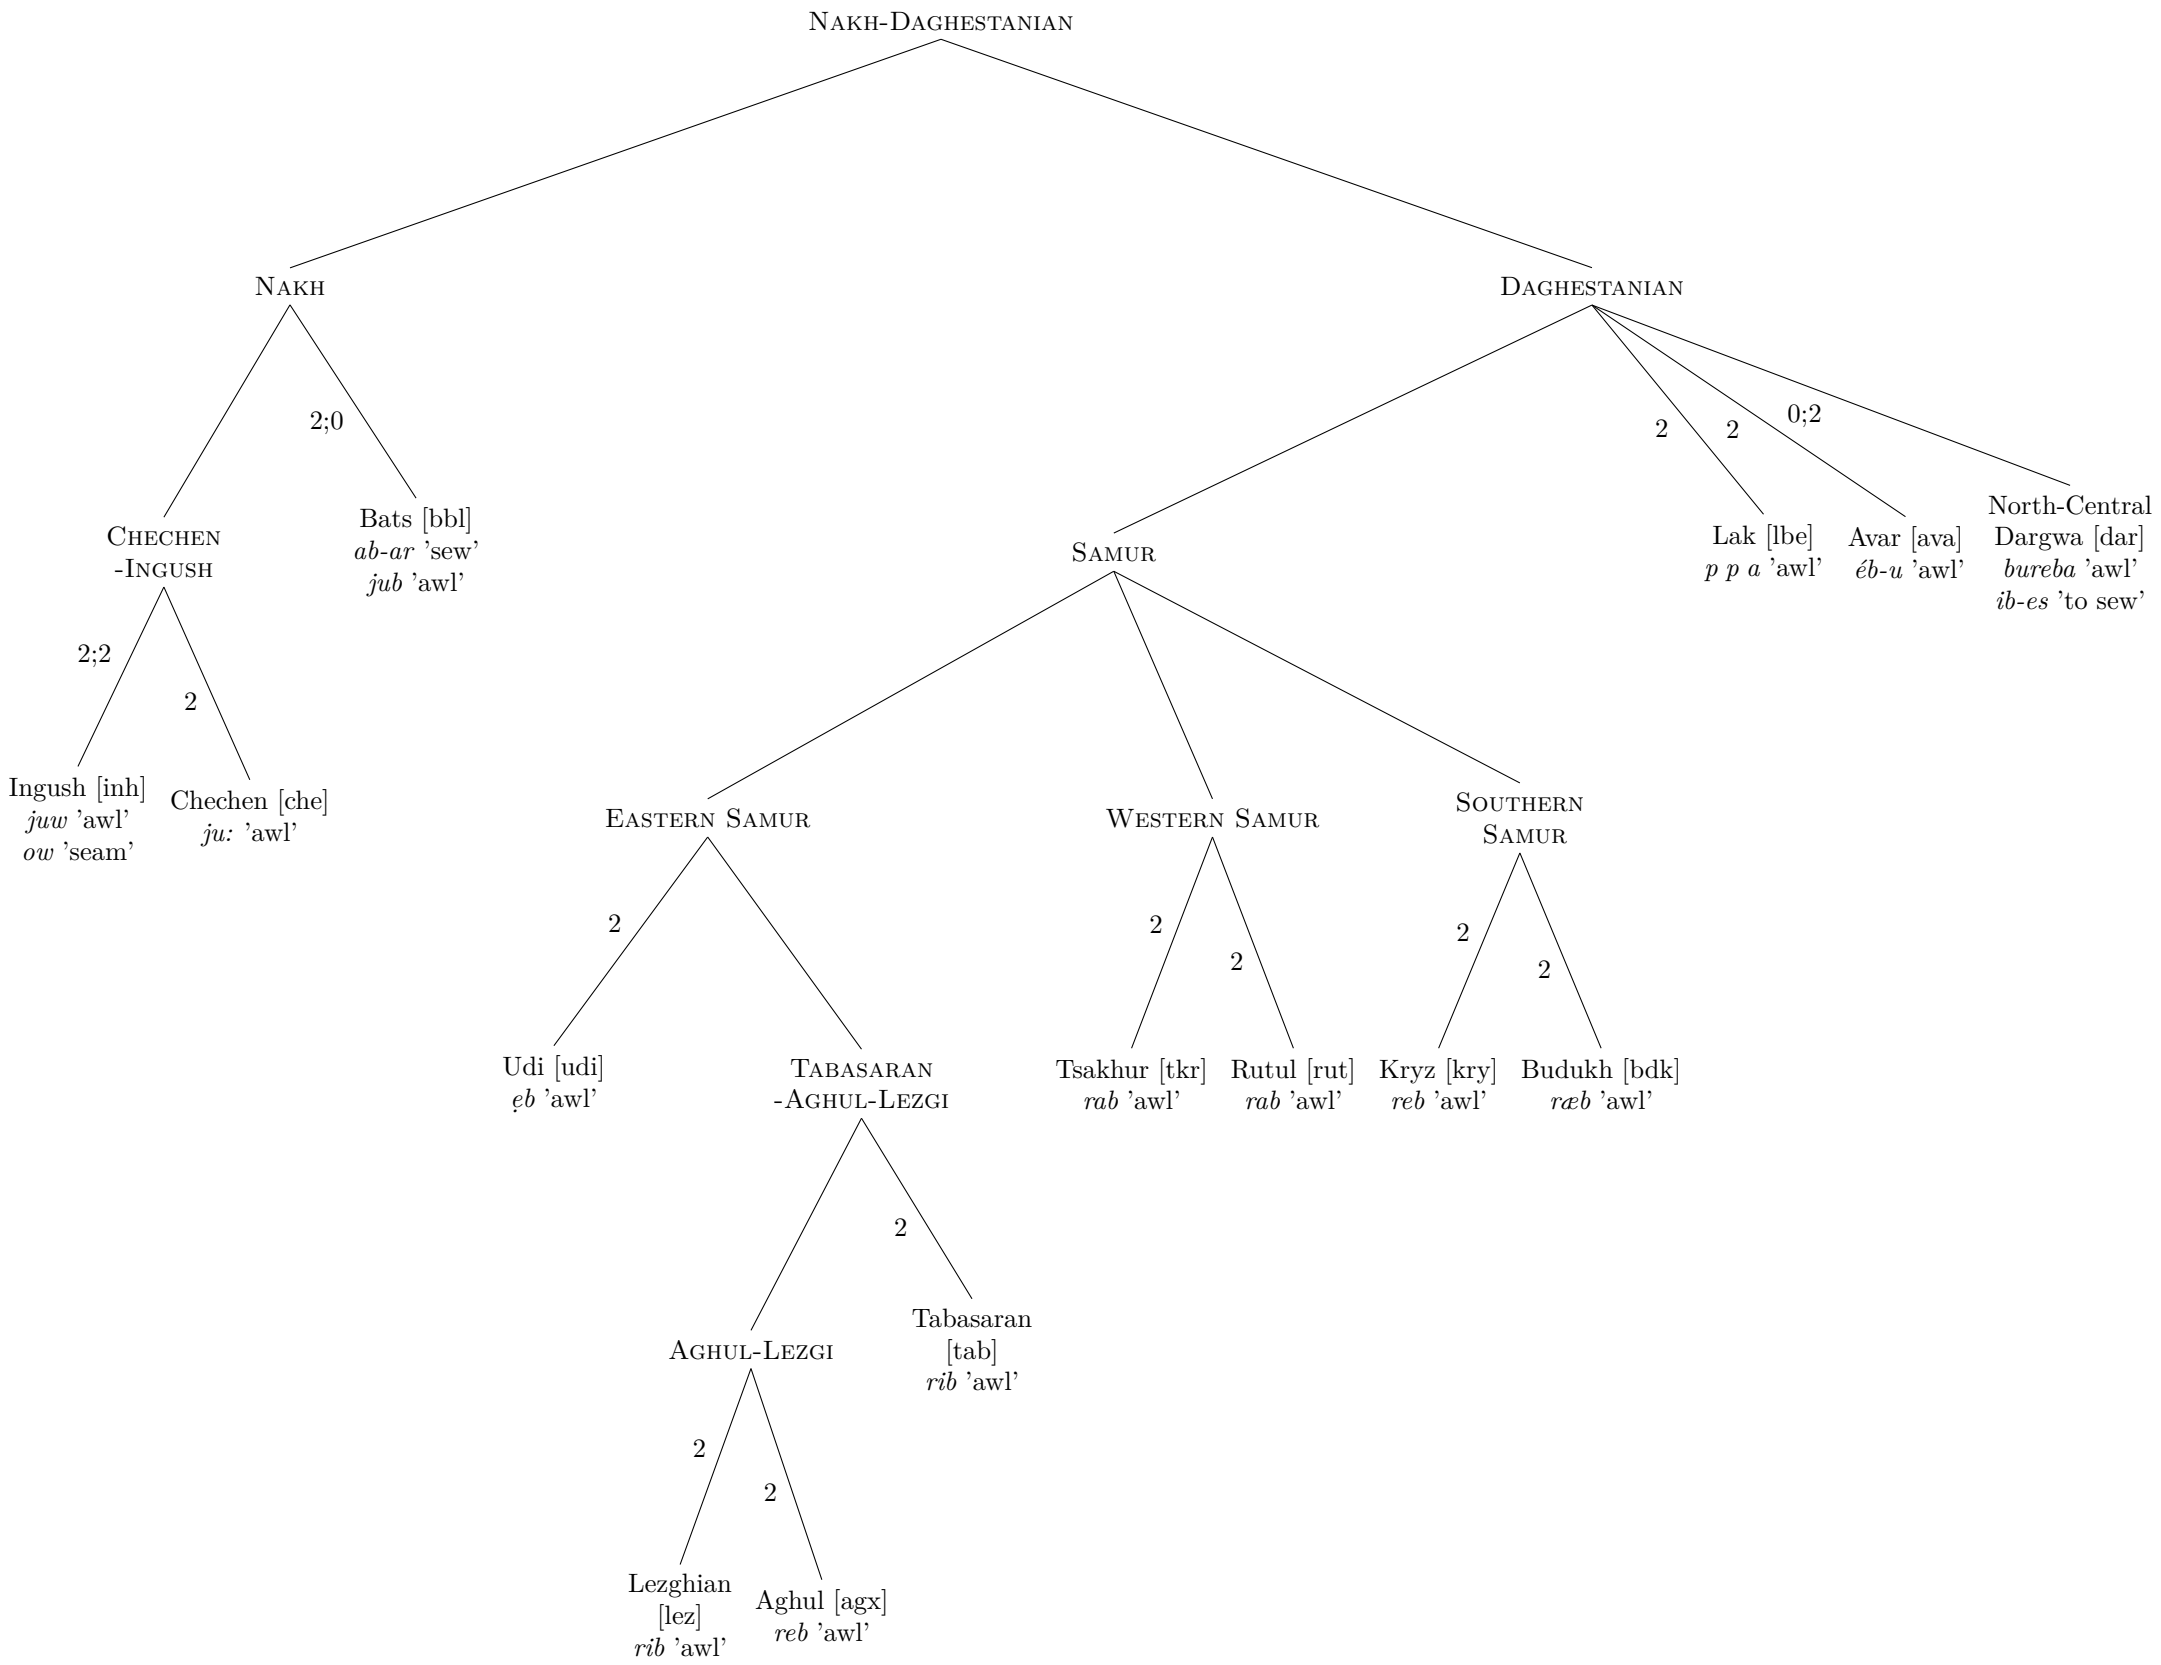 NAKH-DAGHESTANIAN
NAKH
DAGHESTANIAN
2;0
2
2
0;2
CHECHEN
-INGUSH
Bats [bbl]
ab-ar ’sew’
jub ’awl’
SAMUR
Lak [lbe]
p p a ’awl’
Avar [ava]
éb-u ’awl’
North-Central
Dargwa [dar]
bureba ’awl’
ib-es ’to sew’
2;2
2
Ingush [inh]
juw ’awl’
ow ’seam’
Chechen [che]
ju: ’awl’
EASTERN SAMUR
WESTERN SAMUR
SOUTHERN
SAMUR
2
2
2
2
2
Udi [udi]
ẹb ’awl’
TABASARAN
-AGHUL-LEZGI
Tsakhur [tkr]
rab ’awl’
Rutul [rut]
rab ’awl’
Kryz [kry]
reb ’awl’
Budukh [bdk]
ræb ’awl’
2
AGHUL-LEZGI
Tabasaran
[tab]
rib ’awl’
2
2
Lezghian
[lez]
rib ’awl’
Aghul [agx]
reb ’awl’